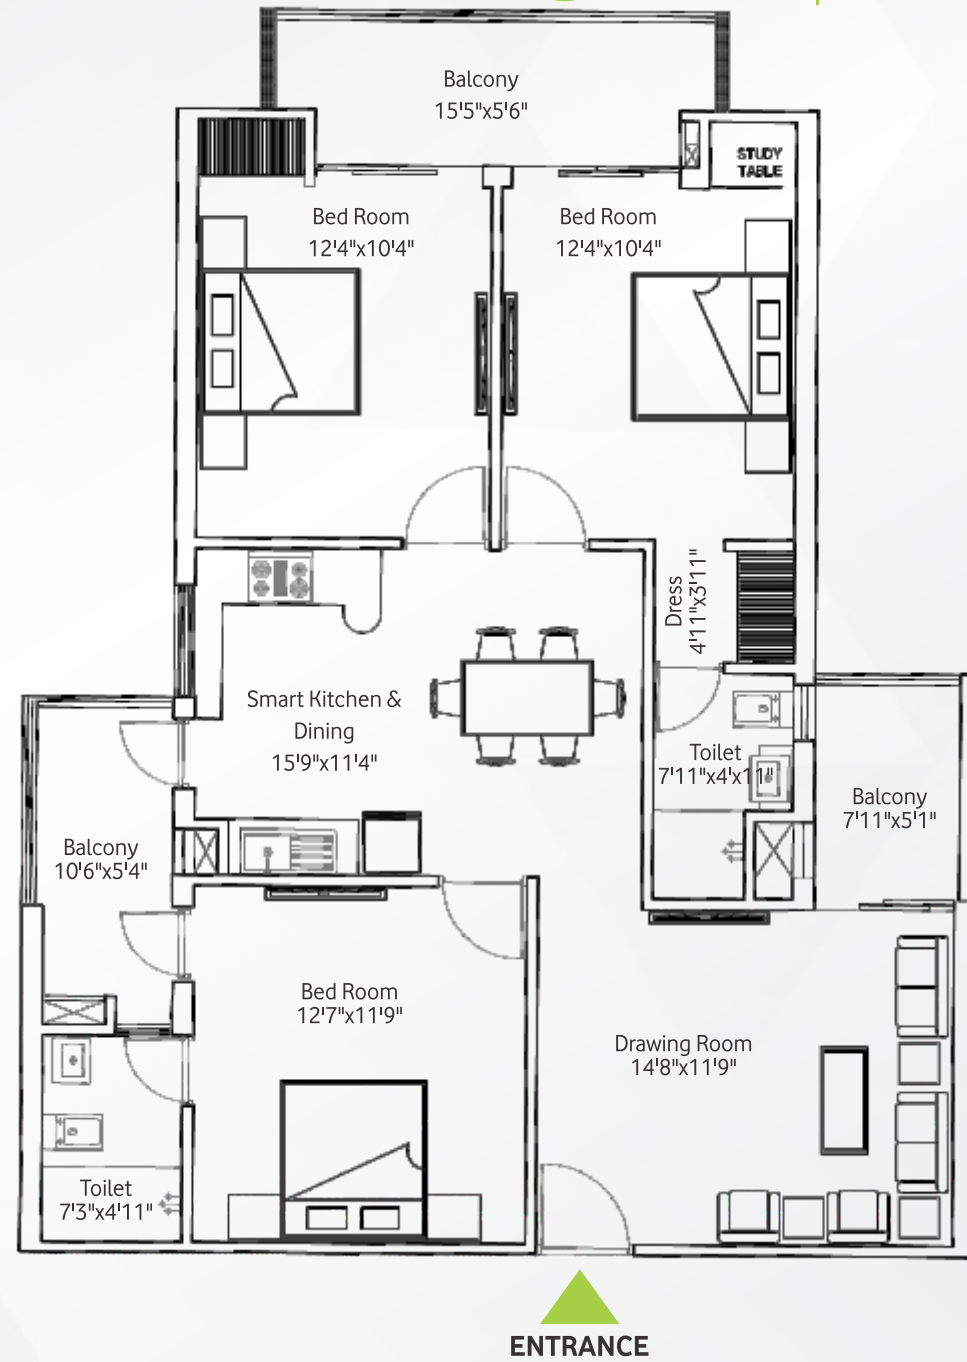 Balcony
15'5"x5'6"
STUDY
TABLE
Bed Room
12'4"x10'4"
Bed Room
12'4"x10'4"
Dress
4'11"x3'11"
Smart Kitchen &
Dining
15'9"x11'4"
Toilet
7'11"x4'x11"
Balcony
7'11"x5'1"
Balcony
10'6"x5'4"
Bed Room
12'7"x11'9"
Drawing Room
14'8"x11'9"
Toilet
7'3"x4'11"
ENTRANCE